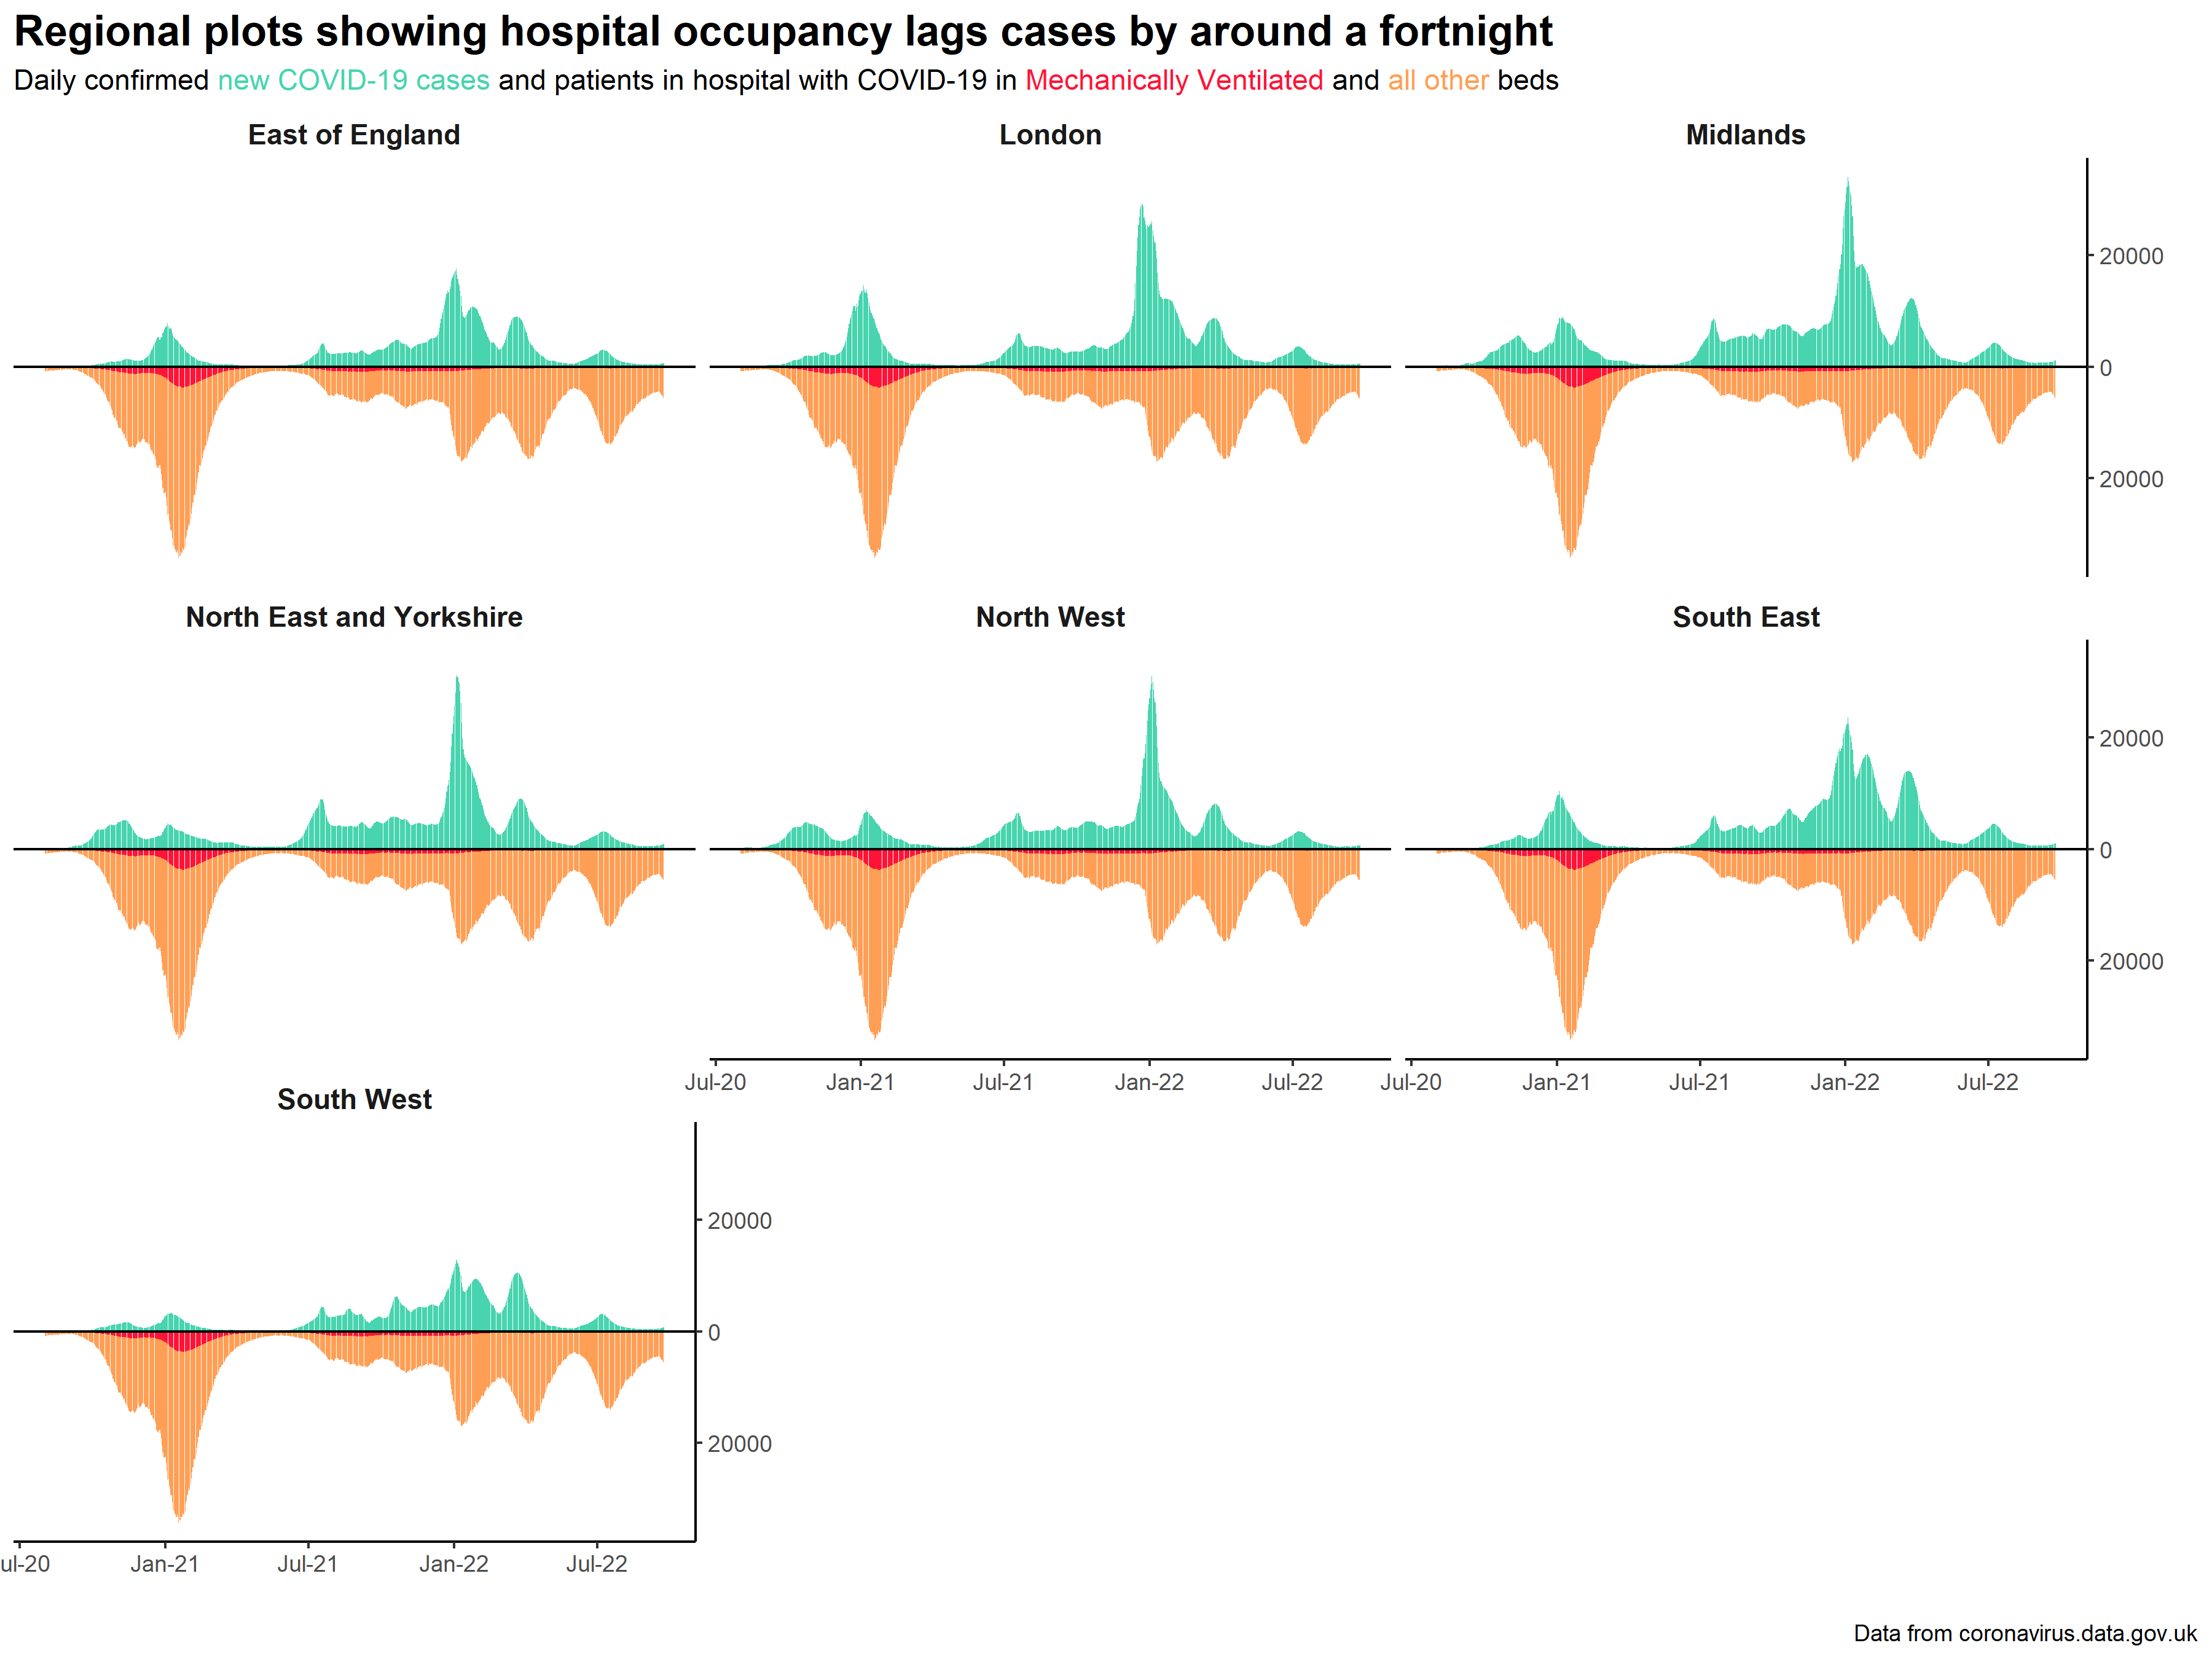 Regional plots showing hospital occupancy lags cases by around a fortnight
Daily confirmed new COVID-19 cases and patients in hospital with COVID-19 in Mechanically Ventilated and all other beds
East of England
London
Midlands
20000
0
20000
North East and Yorkshire
North West
South East
20000
0
20000
Jul-20 Jan-21 Jul-21 Jan-22 Jul-22
Jul-20 Jan-21 Jul-21 Jan-22 Jul-22
South West
20000
0
20000
ul-20 Jan-21 Jul-21 Jan-22 Jul-22
Data from coronavirus.data.gov.uk